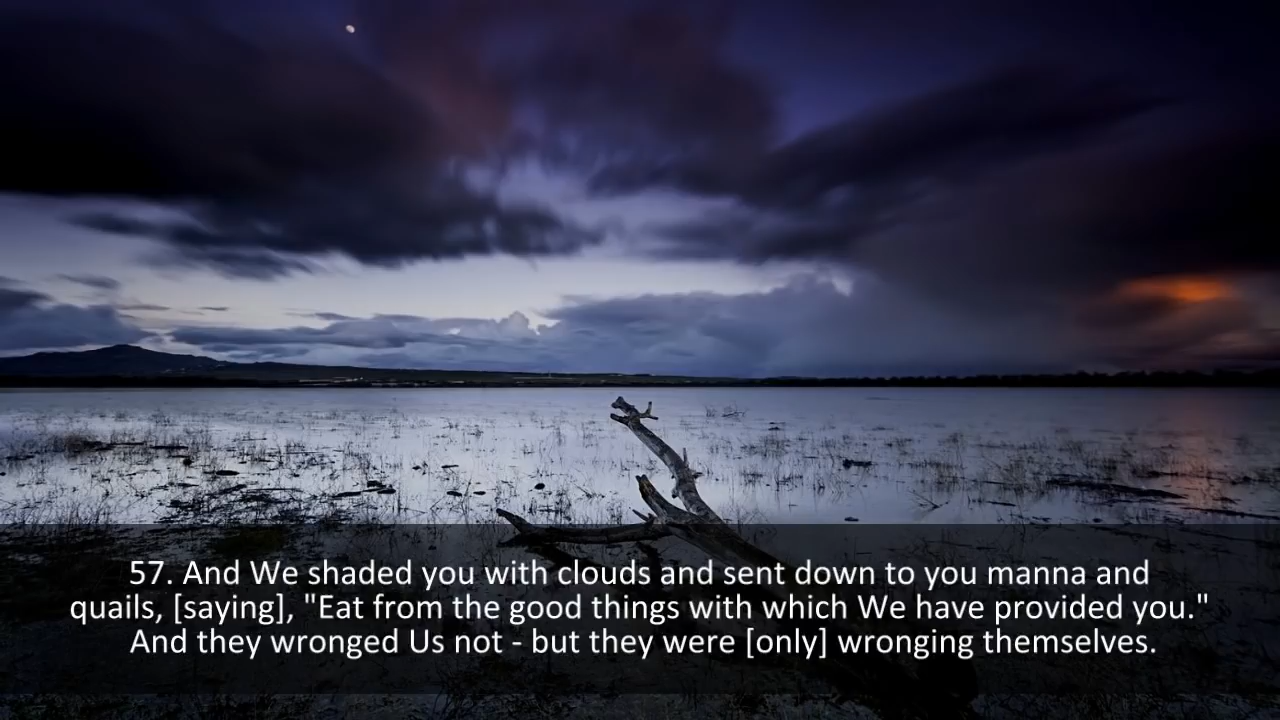 57. And We shaded you with clouds and sent down to you manna and
quails, [saying], "Eat from the good things with which We have provided you."
And they wronged Us not - but they were [only] wronging themselves.